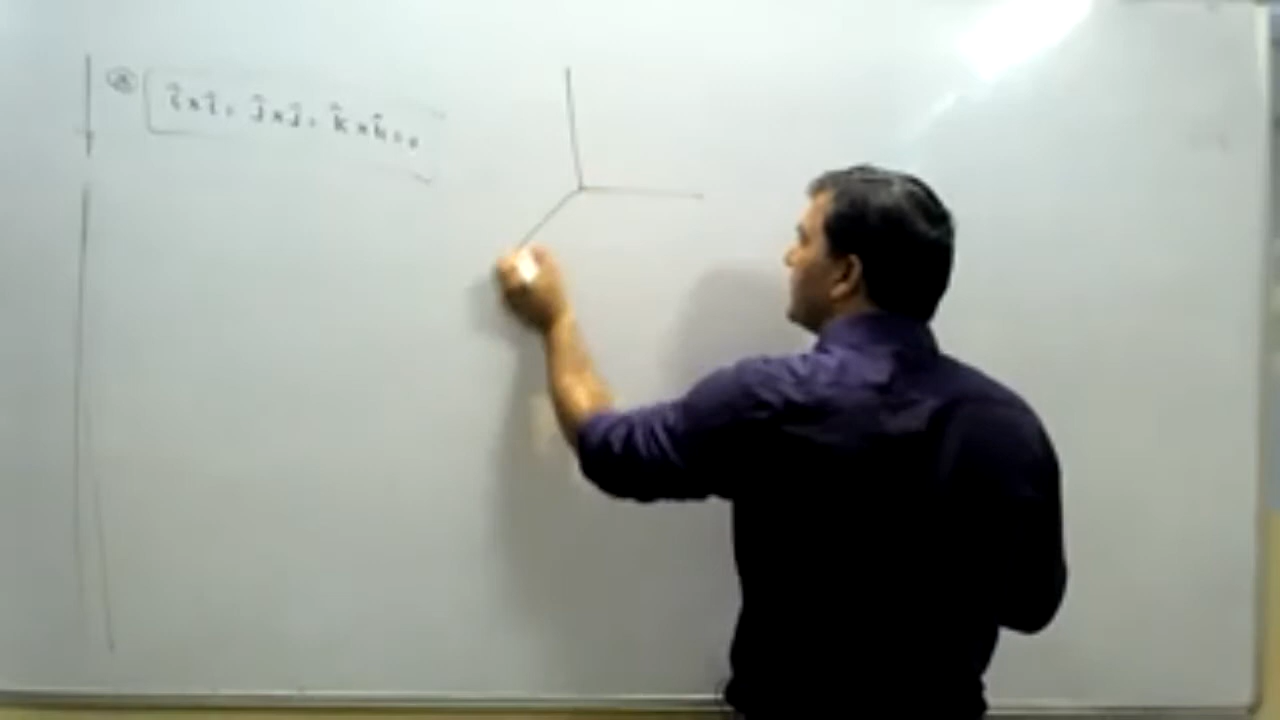 î × î = ĵ × ĵ = k̂ × k̂ = 0